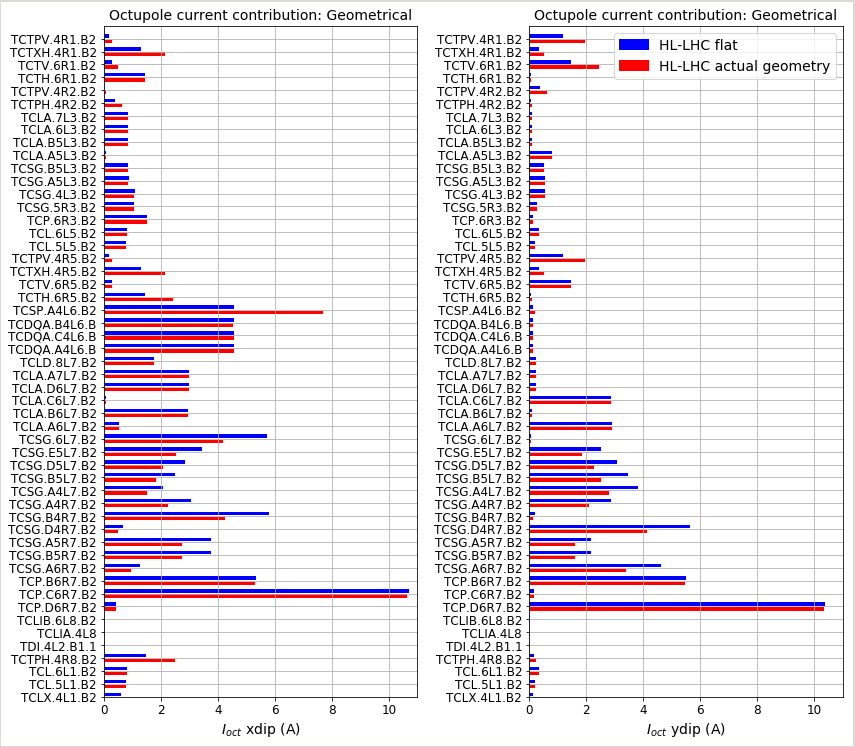 Octupole current contribution: Geometrical
TCTPV.4R1.B2
TCTXH.4R1.B2
TCTV.6R1.B2
TCTH.6R1.B2
TCTPV.4R2.B2
TCTPH.4R2.B2
TCLA.7L3.B2
TCLA.6L3.B2
TCLA.B5L3.B2
TCLA.A5L3.B2
TCSG.B5L3.B2
TCSG.A5L3.B2
TCSG.4L3.B2
TCSG.5R3.B2
TCP.6R3.B2
TCL.6L5.B2
TCL.5L5.B2
TCTPV.4R5.B2
TCTXH.4R5.B2
TCTV.6R5.B2
TCTH.6R5.B2
TCSP.A4L6.B2
TCDQA.B4L6.B
TCDQA.C4L6.B
TCDQA.A4L6.B
TCLD.8L7.B2
TCLA.A7L7.B2
TCLA.D6L7.B2
TCLA.C6L7.B2
TCLA.B6L7.B2
TCLA.A6L7.B2
TCSG.6L7.B2
TCSG.E5L7.B2
TCSG.D5L7.B2
TCSG.B5L7.B2
TCSG.A4L7.B2
TCSG.A4R7.B2
TCSG.B4R7.B2
TCSG.D4R7.B2
TCSG.A5R7.B2
TCSG.B5R7.B2
TCSG.A6R7.B2
TCP.B6R7.B2
TCP.C6R7.B2
TCP.D6R7.B2
TCLIB.6L8.B2
TCLIA.4L8
TDI.4L2.B1.1
TCTPH.4R8.B2
TCL.6L1.B2
TCL.5L1.B2
TCLX.4L1.B2
0 2 4 6 8 10
I_oct xdip (A)
Octupole current contribution: Geometrical
HL-LHC flat
HL-LHC actual geometry
TCTPV.4R1.B2
TCTXH.4R1.B2
TCTV.6R1.B2
TCTH.6R1.B2
TCTPV.4R2.B2
TCTPH.4R2.B2
TCLA.7L3.B2
TCLA.6L3.B2
TCLA.B5L3.B2
TCLA.A5L3.B2
TCSG.B5L3.B2
TCSG.A5L3.B2
TCSG.4L3.B2
TCSG.5R3.B2
TCP.6R3.B2
TCL.6L5.B2
TCL.5L5.B2
TCTPV.4R5.B2
TCTXH.4R5.B2
TCTV.6R5.B2
TCTH.6R5.B2
TCSP.A4L6.B2
TCDQA.B4L6.B
TCDQA.C4L6.B
TCDQA.A4L6.B
TCLD.8L7.B2
TCLA.A7L7.B2
TCLA.D6L7.B2
TCLA.C6L7.B2
TCLA.B6L7.B2
TCLA.A6L7.B2
TCSG.6L7.B2
TCSG.E5L7.B2
TCSG.D5L7.B2
TCSG.B5L7.B2
TCSG.A4L7.B2
TCSG.A4R7.B2
TCSG.B4R7.B2
TCSG.D4R7.B2
TCSG.A5R7.B2
TCSG.B5R7.B2
TCSG.A6R7.B2
TCP.B6R7.B2
TCP.C6R7.B2
TCP.D6R7.B2
TCLIB.6L8.B2
TCLIA.4L8
TDI.4L2.B1.1
TCTPH.4R8.B2
TCL.6L1.B2
TCL.5L1.B2
TCLX.4L1.B2
0 2 4 6 8 10
I_oct ydip (A)